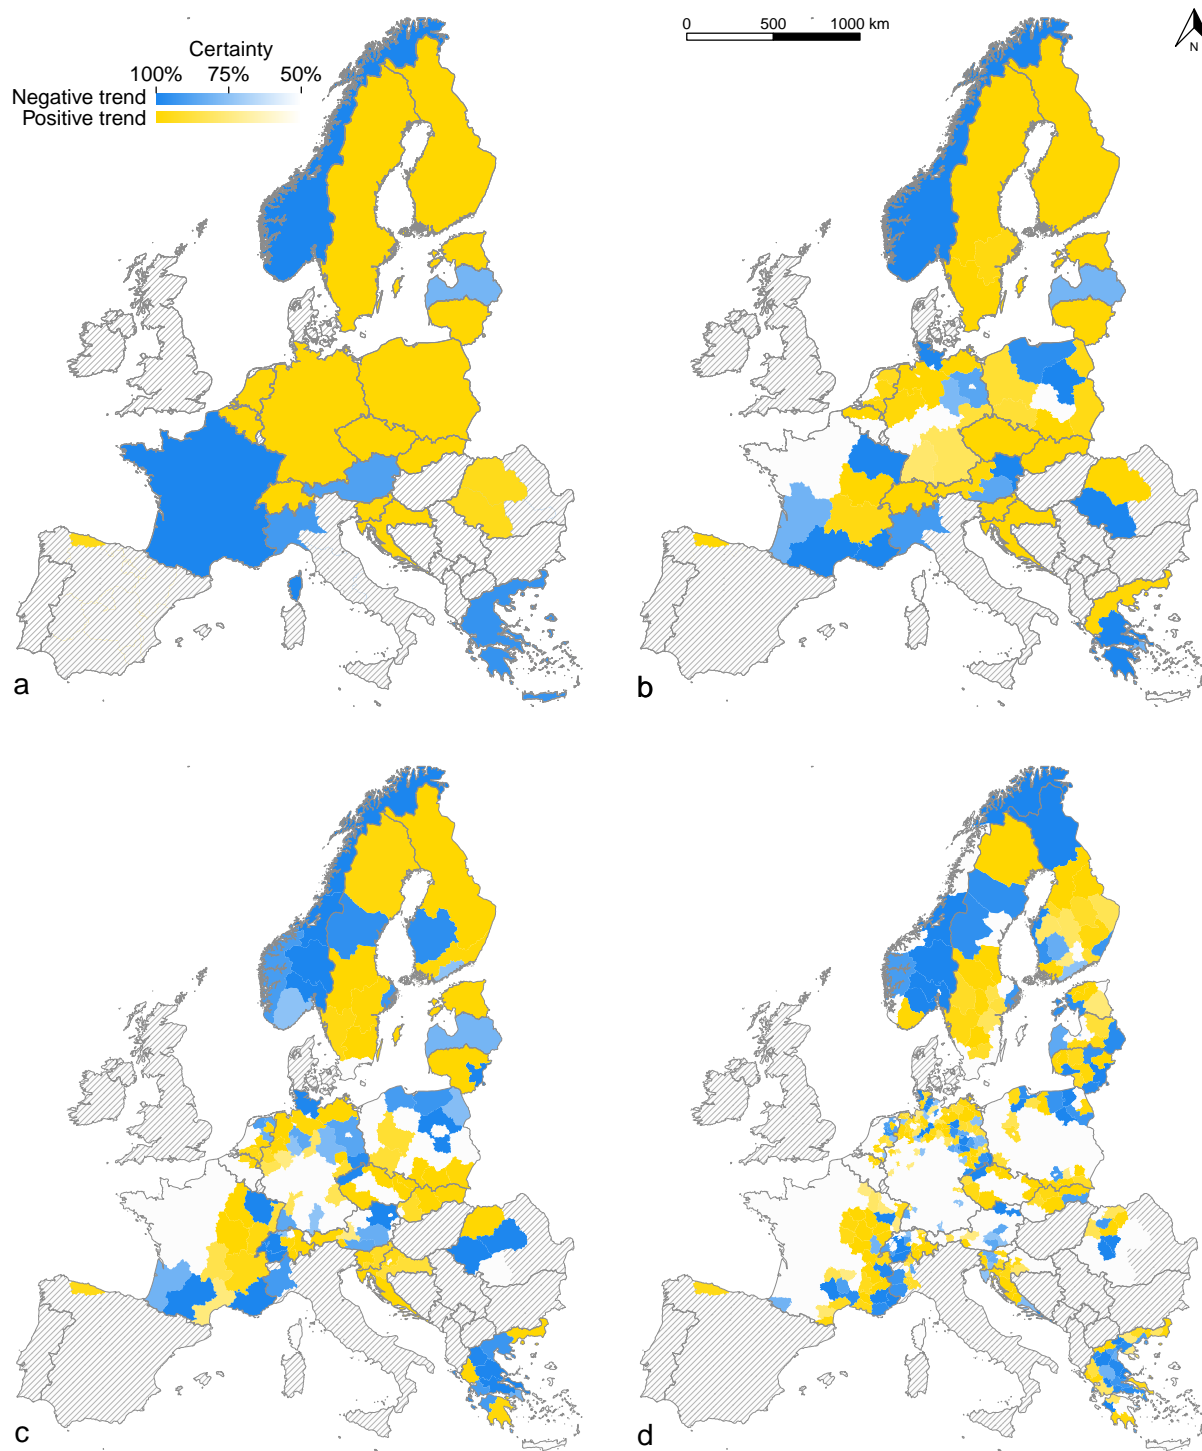 Certainty
100% 75% 50%
Negative trend
Positive trend
0 500 1000 km
N
a
b
c
d